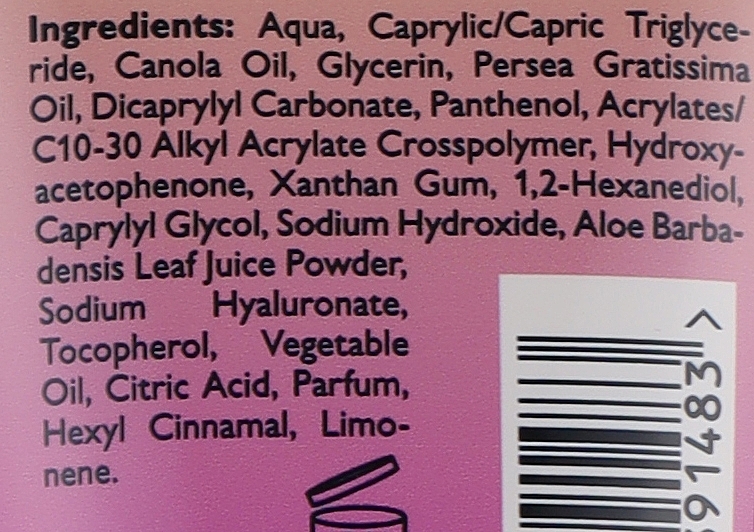 Ingredients: Aqua, Caprylic/Capric Triglyce-
ride, Canola Oil, Glycerin, Persea Gratissima
Oil, Dicaprylyl Carbonate, Panthenol, Acrylates/
C10-30 Alkyl Acrylate Crosspolymer, Hydroxy-
acetophenone, Xanthan Gum, 1,2-Hexanediol,
Caprylyl Glycol, Sodium Hydroxide, Aloe Barba-
densis Leaf Juice Powder,
Sodium Hyaluronate,
Tocopherol, Vegetable
Oil, Citric Acid, Parfum,
Hexyl Cinnamal, Limo-
nene.
91483 >